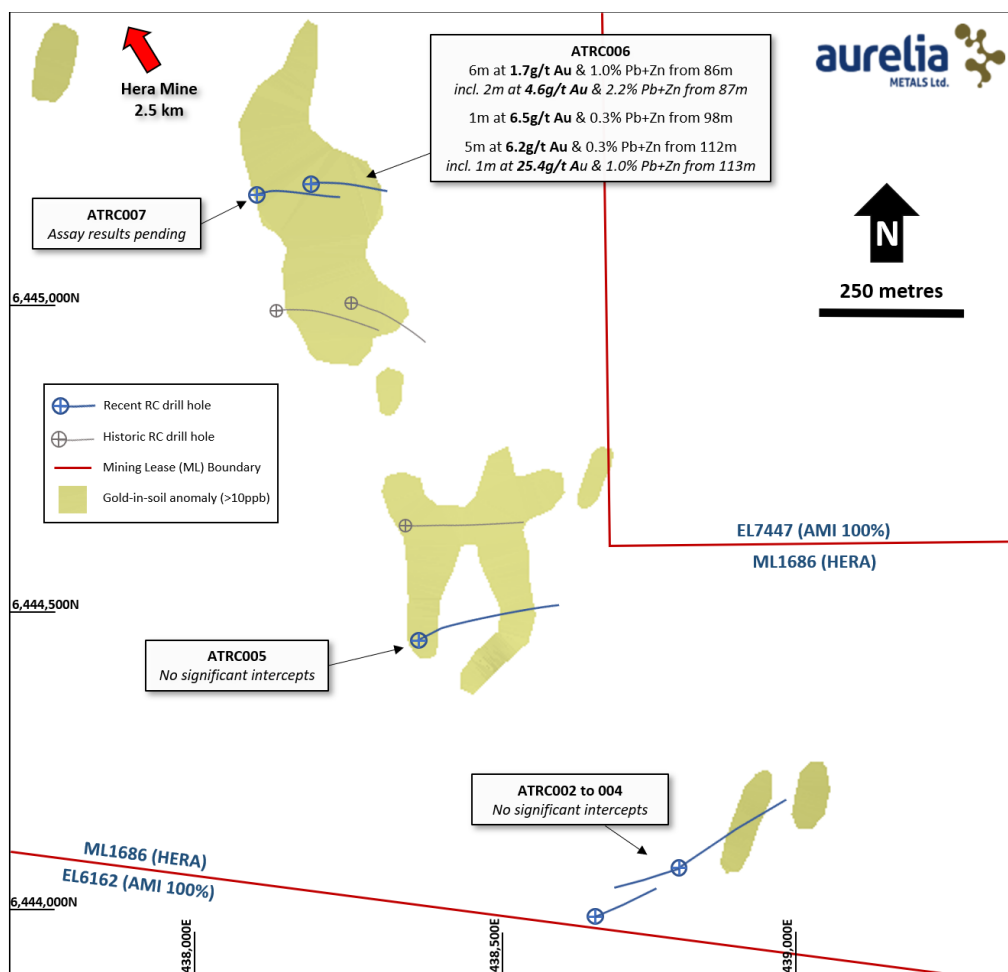 aurelia
METALS Ltd.
Hera Mine
2.5 km
ATRC006
6m at 1.7g/t Au & 1.0% Pb+Zn from 86m
incl. 2m at 4.6g/t Au & 2.2% Pb+Zn from 87m
1m at 6.5g/t Au & 0.3% Pb+Zn from 98m
5m at 6.2g/t Au & 0.3% Pb+Zn from 112m
incl. 1m at 25.4g/t Au & 1.0% Pb+Zn from 113m
ATRC007
Assay results pending
N
250 metres
6,445,000N
Recent RC drill hole
Historic RC drill hole
Mining Lease (ML) Boundary
Gold-in-soil anomaly (>10ppb)
EL7447 (AMI 100%)
ML1686 (HERA)
6,444,500N
ATRC005
No significant intercepts
ATRC002 to 004
No significant intercepts
ML1686 (HERA)
EL6162 (AMI 100%)
6,444,000N
438,000E
438,500E
439,000E